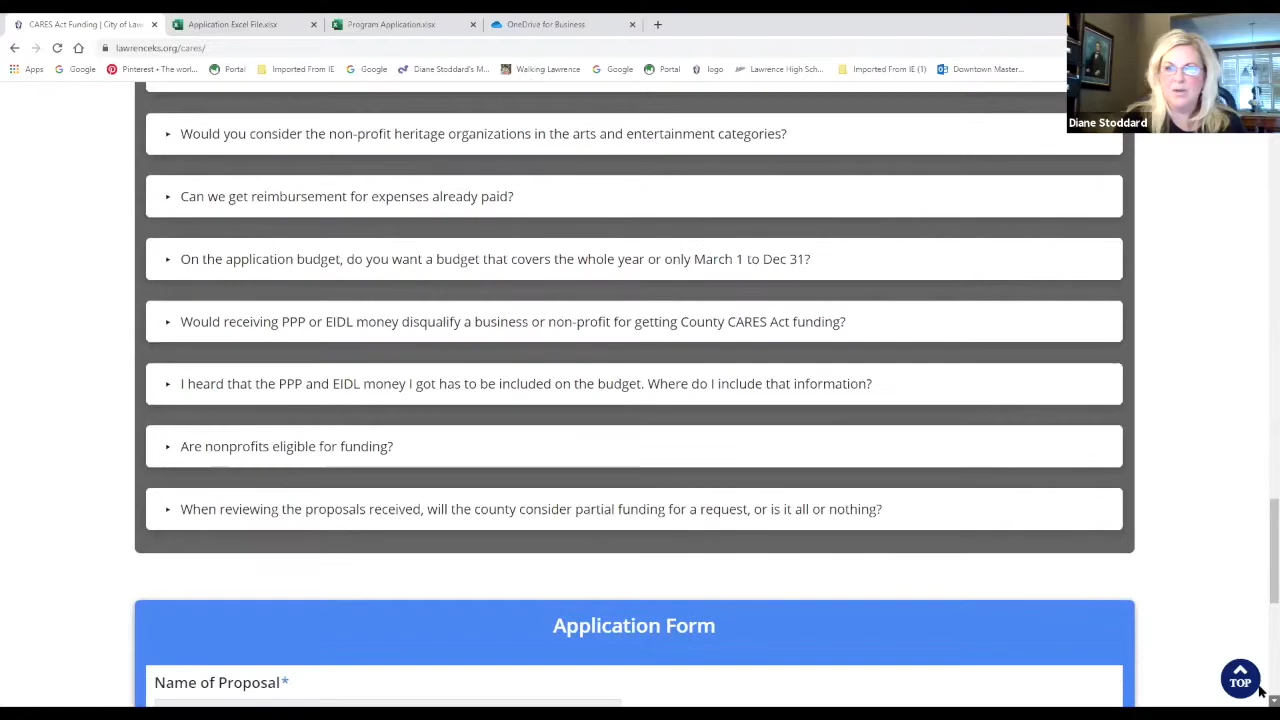 CARES Act Funding | City of Law
Application Excel File.xlsx
Program Application.xlsx
OneDrive for Business
lawrenceks.org/cares/
Apps
Google
Pinterest • The worl...
Portal
Imported From IE
Google
Diane Stoddard's M...
Walking Lawrence
Google
Portal
logo
Lawrence High Sch...
Imported From IE (1)
Downtown Master...
Diane Stoddard
Would you consider the non-profit heritage organizations in the arts and entertainment categories?
Can we get reimbursement for expenses already paid?
On the application budget, do you want a budget that covers the whole year or only March 1 to Dec 31?
Would receiving PPP or EIDL money disqualify a business or non-profit for getting County CARES Act funding?
I heard that the PPP and EIDL money I got has to be included on the budget. Where do I include that information?
Are nonprofits eligible for funding?
When reviewing the proposals received, will the county consider partial funding for a request, or is it all or nothing?
Application Form
Name of Proposal*
TOP